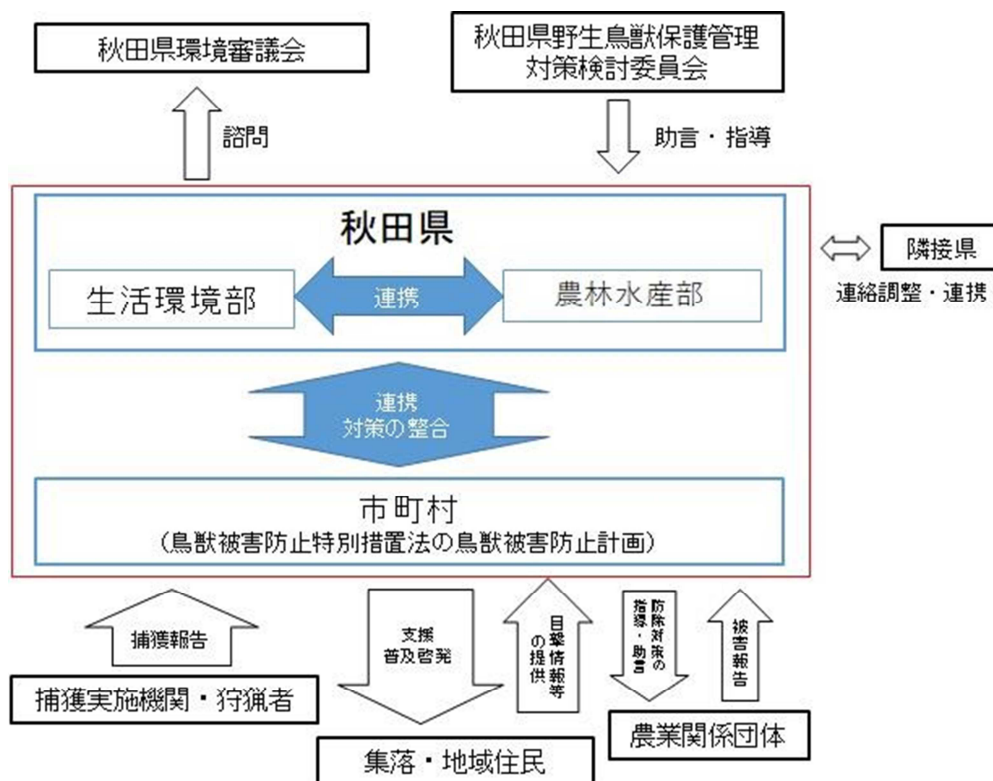 秋田県環境審議会
秋田県野生鳥獣保護管理
対策検討委員会
諮問
助言・指導
秋田県
生活環境部
連携
農林水産部
隣接県
連絡調整・連携
連携
対策の整合
市町村
(鳥獣被害防止特別措置法の鳥獣被害防止計画)
捕獲報告
支援
普及啓発
目撃情報等
の提供
防除対策の
指導・助言
被害報告
捕獲実施機関・狩猟者
集落・地域住民
農業関係団体